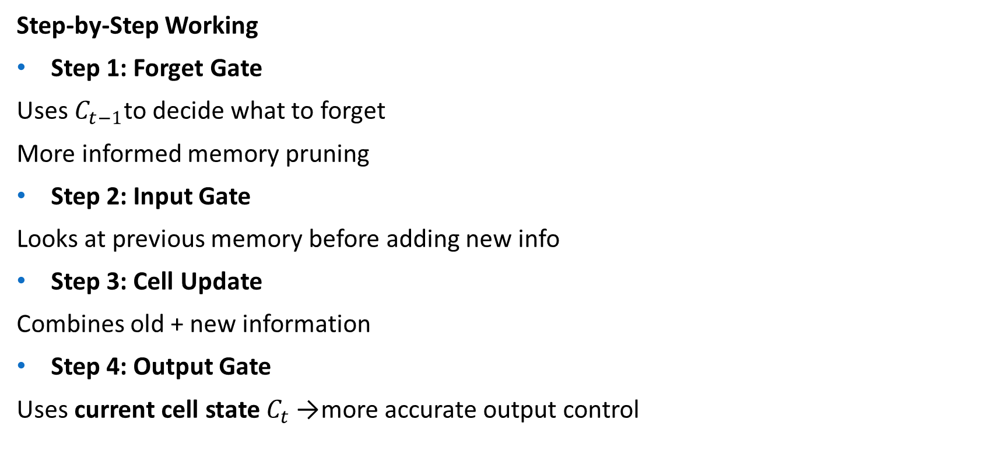 Step-by-Step Working
• Step 1: Forget Gate
Uses $C_{t-1}$ to decide what to forget
More informed memory pruning
• Step 2: Input Gate
Looks at previous memory before adding new info
• Step 3: Cell Update
Combines old + new information
• Step 4: Output Gate
Uses current cell state $C_t$ → more accurate output control